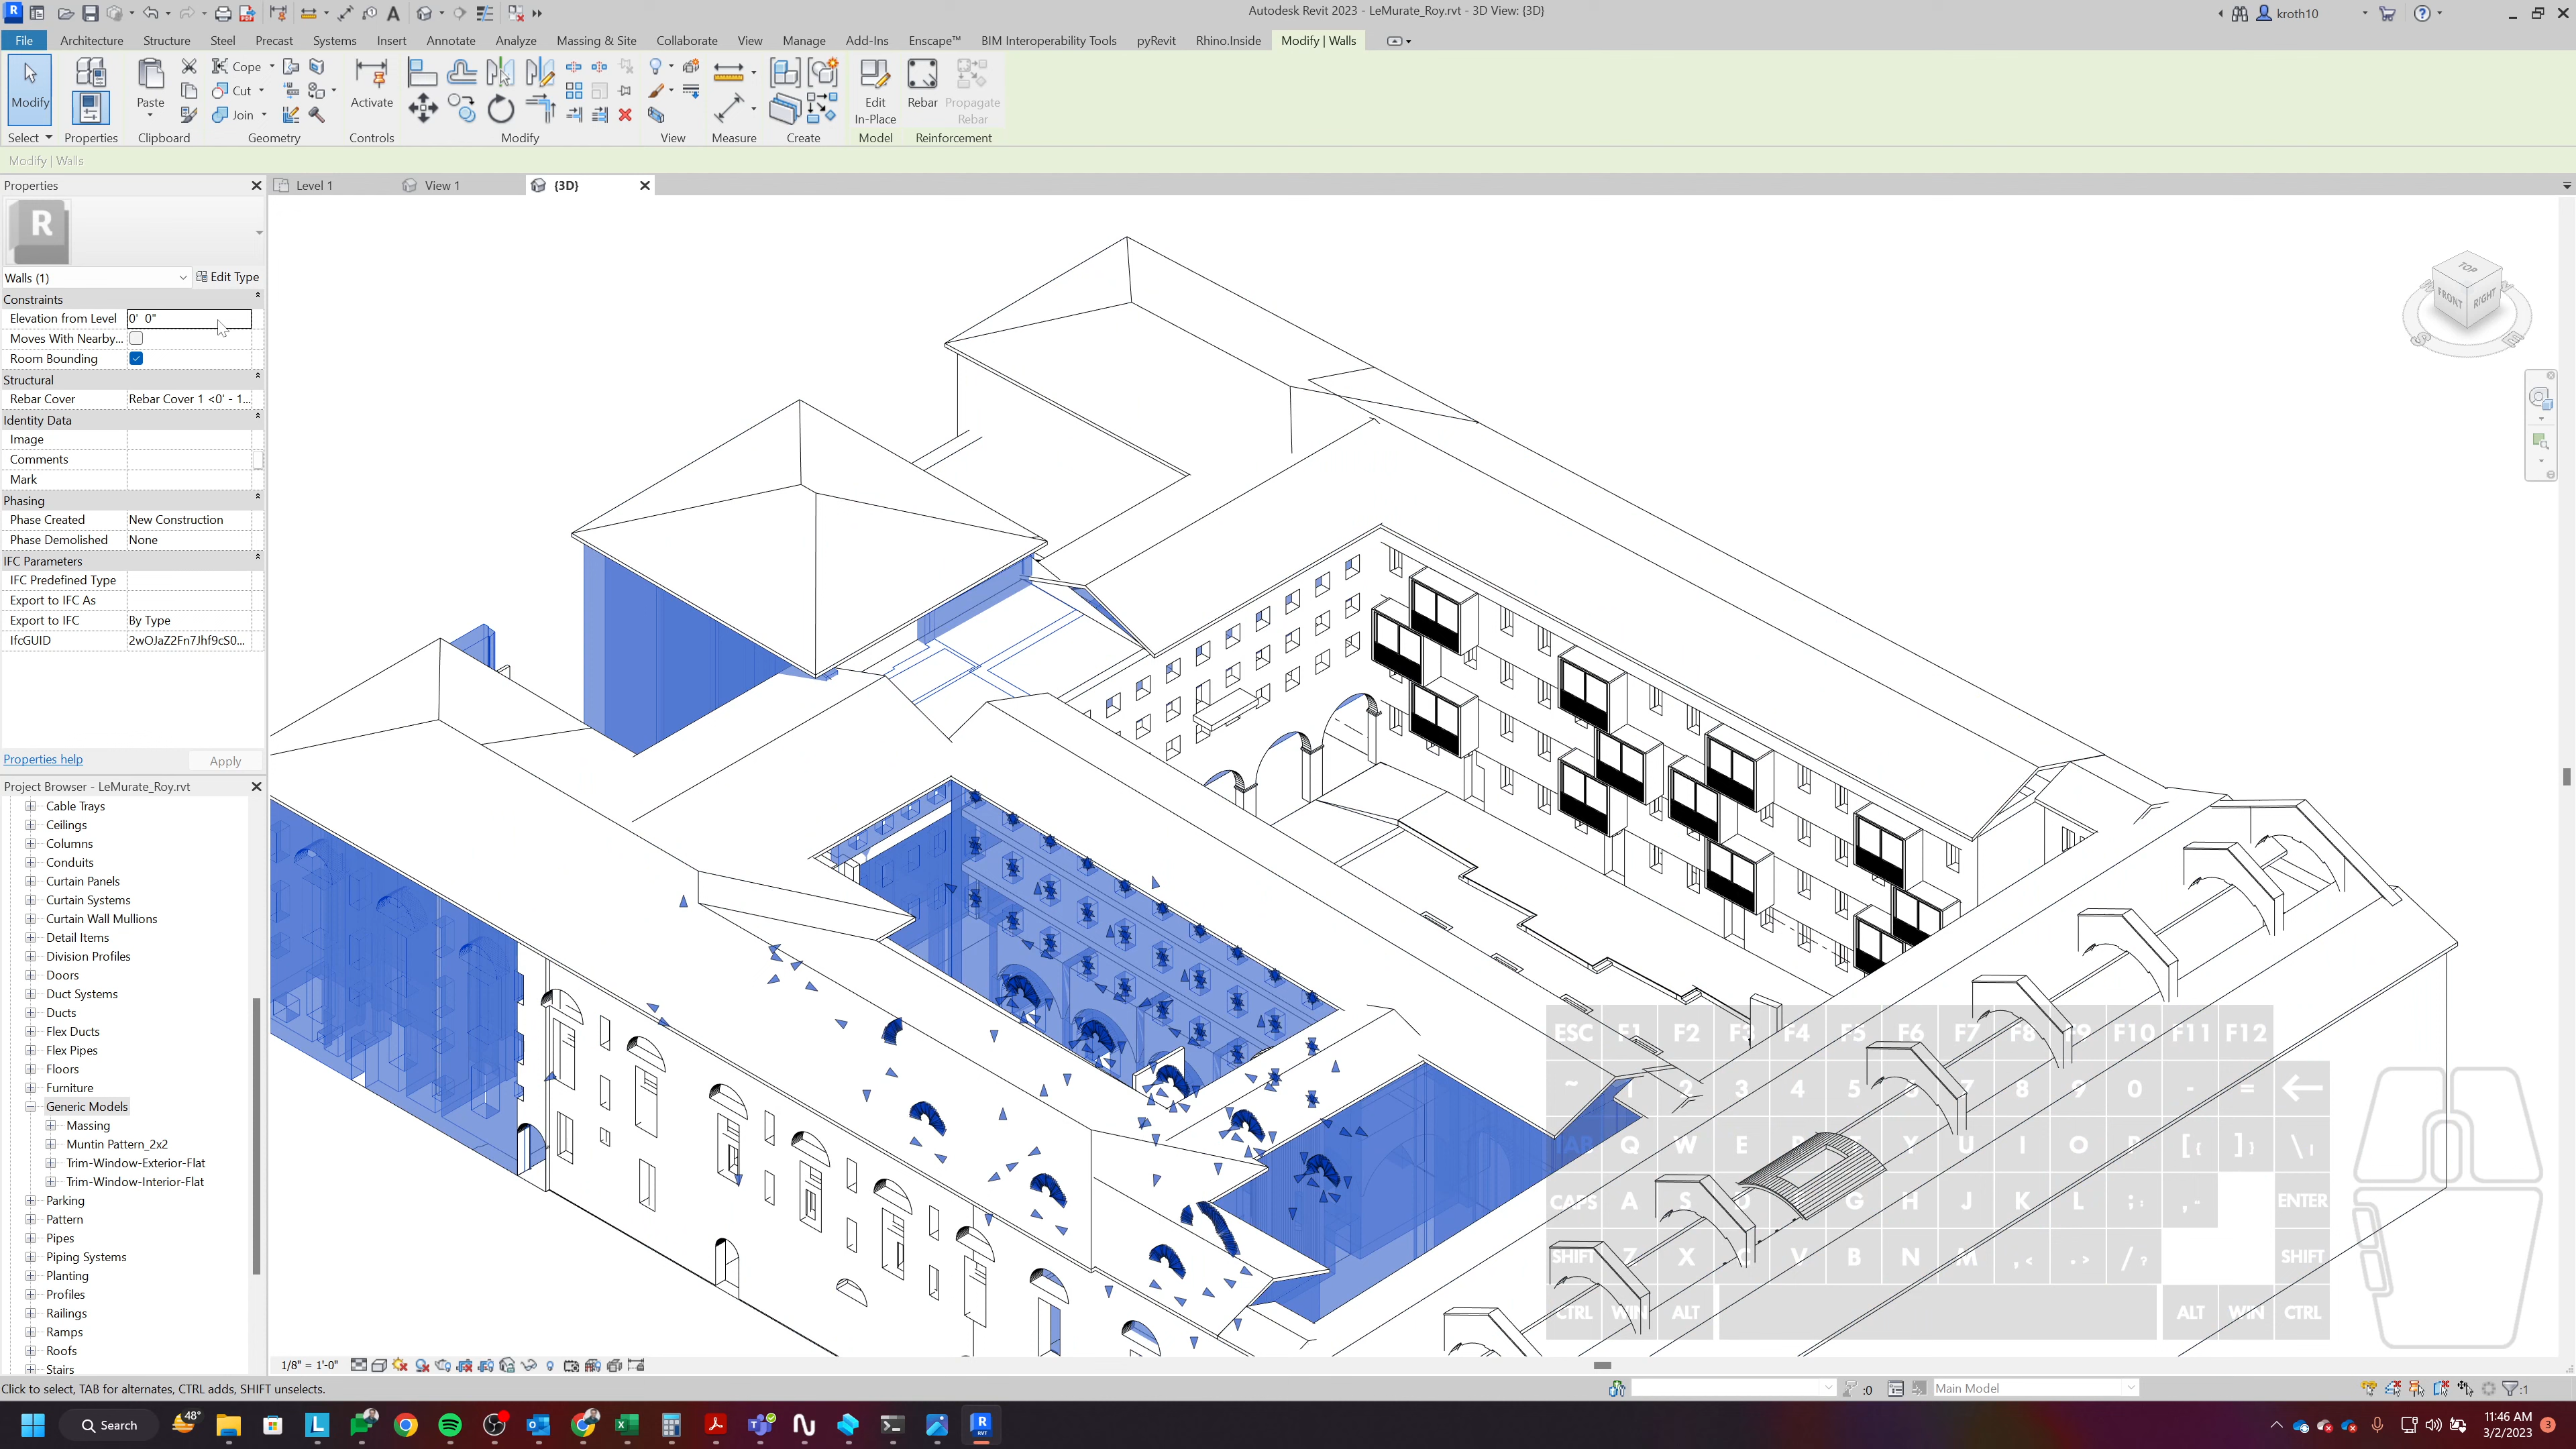 Autodesk Revit 2023 - LeMurate_Roy.rvt - 3D View: {3D}
kroth10
File Architecture Structure Steel Precast Systems Insert Annotate Analyze Massing & Site Collaborate View Manage Add-Ins Enscape™ BIM Interoperability Tools pyRevit Rhino.Inside Modify | Walls
Modify
Paste
Cope
Cut
Join
Activate
Edit In-Place
Rebar
Propagate Rebar
Select Properties Clipboard Geometry Controls Modify View Measure Create Model Reinforcement
Modify | Walls
Properties
Level 1 View 1 {3D}
R
Walls (1) Edit Type
Constraints
Elevation from Level 0' 0"
Moves With Nearby...
Room Bounding
Structural
Rebar Cover Rebar Cover 1 <0' - 1...
Identity Data
Image
Comments
Mark
Phasing
Phase Created New Construction
Phase Demolished None
IFC Parameters
IFC Predefined Type
Export to IFC As
Export to IFC By Type
IfcGUID 2wOJaZ2Fn7Jhf9cS0...
Properties help Apply
Project Browser - LeMurate_Roy.rvt
Cable Trays
Ceilings
Columns
Conduits
Curtain Panels
Curtain Systems
Curtain Wall Mullions
Detail Items
Division Profiles
Doors
Duct Systems
Ducts
Flex Ducts
Flex Pipes
Floors
Furniture
Generic Models
Massing
Muntin Pattern_2x2
Trim-Window-Exterior-Flat
Trim-Window-Interior-Flat
Parking
Pattern
Pipes
Piping Systems
Planting
Profiles
Railings
Ramps
Roofs
Stairs
TOP
FRONT RIGHT
S E
ESC F1 F2 F3 F4 F5 F6 F7 F8 F9 F10 F11 F12
~ 1 2 3 4 5 7 8 9 0 - =
TAB Q W E R Y U I O P [{ ]} \|
CAPS A S D G H J K L ;: ENTER
SHIFT Z X C V B N M ,< .> /? SHIFT
CTRL WIN ALT ALT WIN CTRL
1/8" = 1'-0"
Click to select, TAB for alternates, CTRL adds, SHIFT unselects.
:0
Main Model
:1
48°
Search
11:46 AM
3/2/2023
3